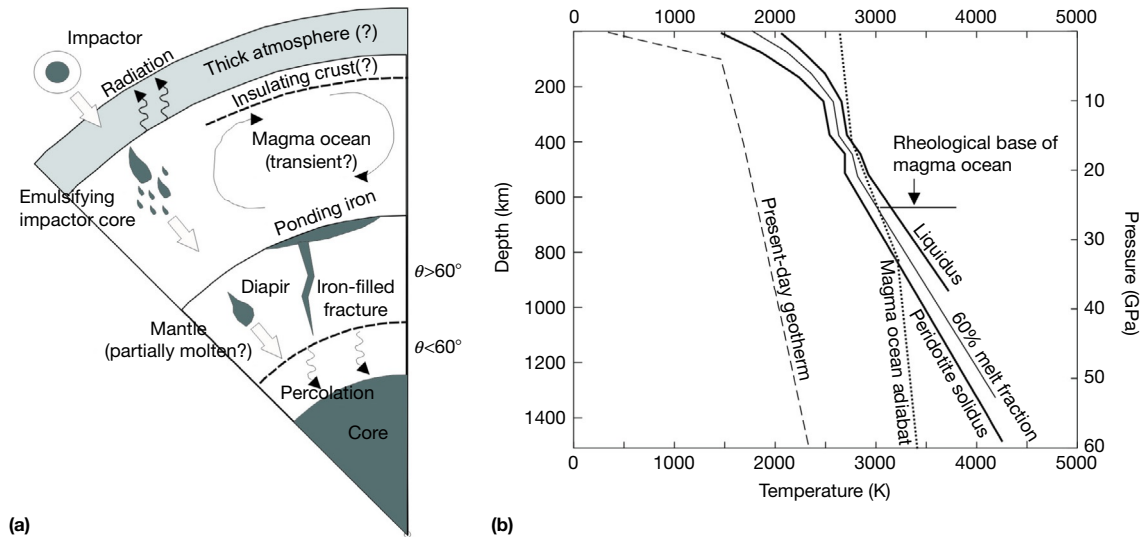 Impactor
Radiation
Thick atmosphere (?)
Insulating crust(?)
Magma ocean
(transient?)
Emulsifying
impactor core
Ponding iron
Diapir
Iron-filled
fracture
Mantle
(partially molten?)
θ>60°
θ<60°
Percolation
Core
(a)
0 1000 2000 3000 4000 5000
200
400
600
800
1000
1200
1400
Depth (km)
10
20
30
40
50
60
Pressure (GPa)
Rheological base of
magma ocean
Present-day geotherm
Magma ocean adiabat
Liquidus
60% melt fraction
Peridotite solidus
0 1000 2000 3000 4000 5000
Temperature (K)
(b)